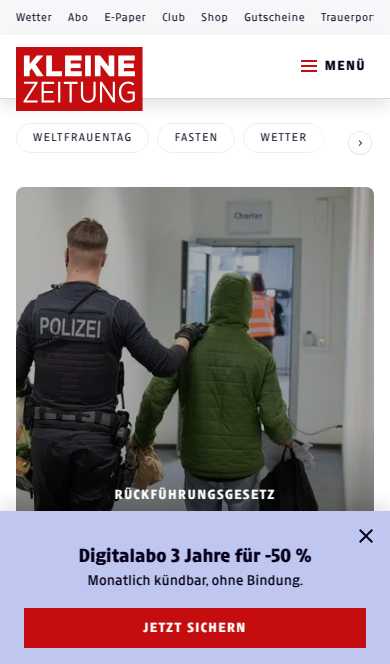 Wetter Abo E-Paper Club Shop Gutscheine Trauerpor
KLEINE
ZEITUNG
MENÜ
WELTFRAUENTAG FASTEN WETTER
Charter
POLIZEI
RÜCKFÜHRUNGSGESETZ
Digitalabo 3 Jahre für -50 %
Monatlich kündbar, ohne Bindung.
JETZT SICHERN